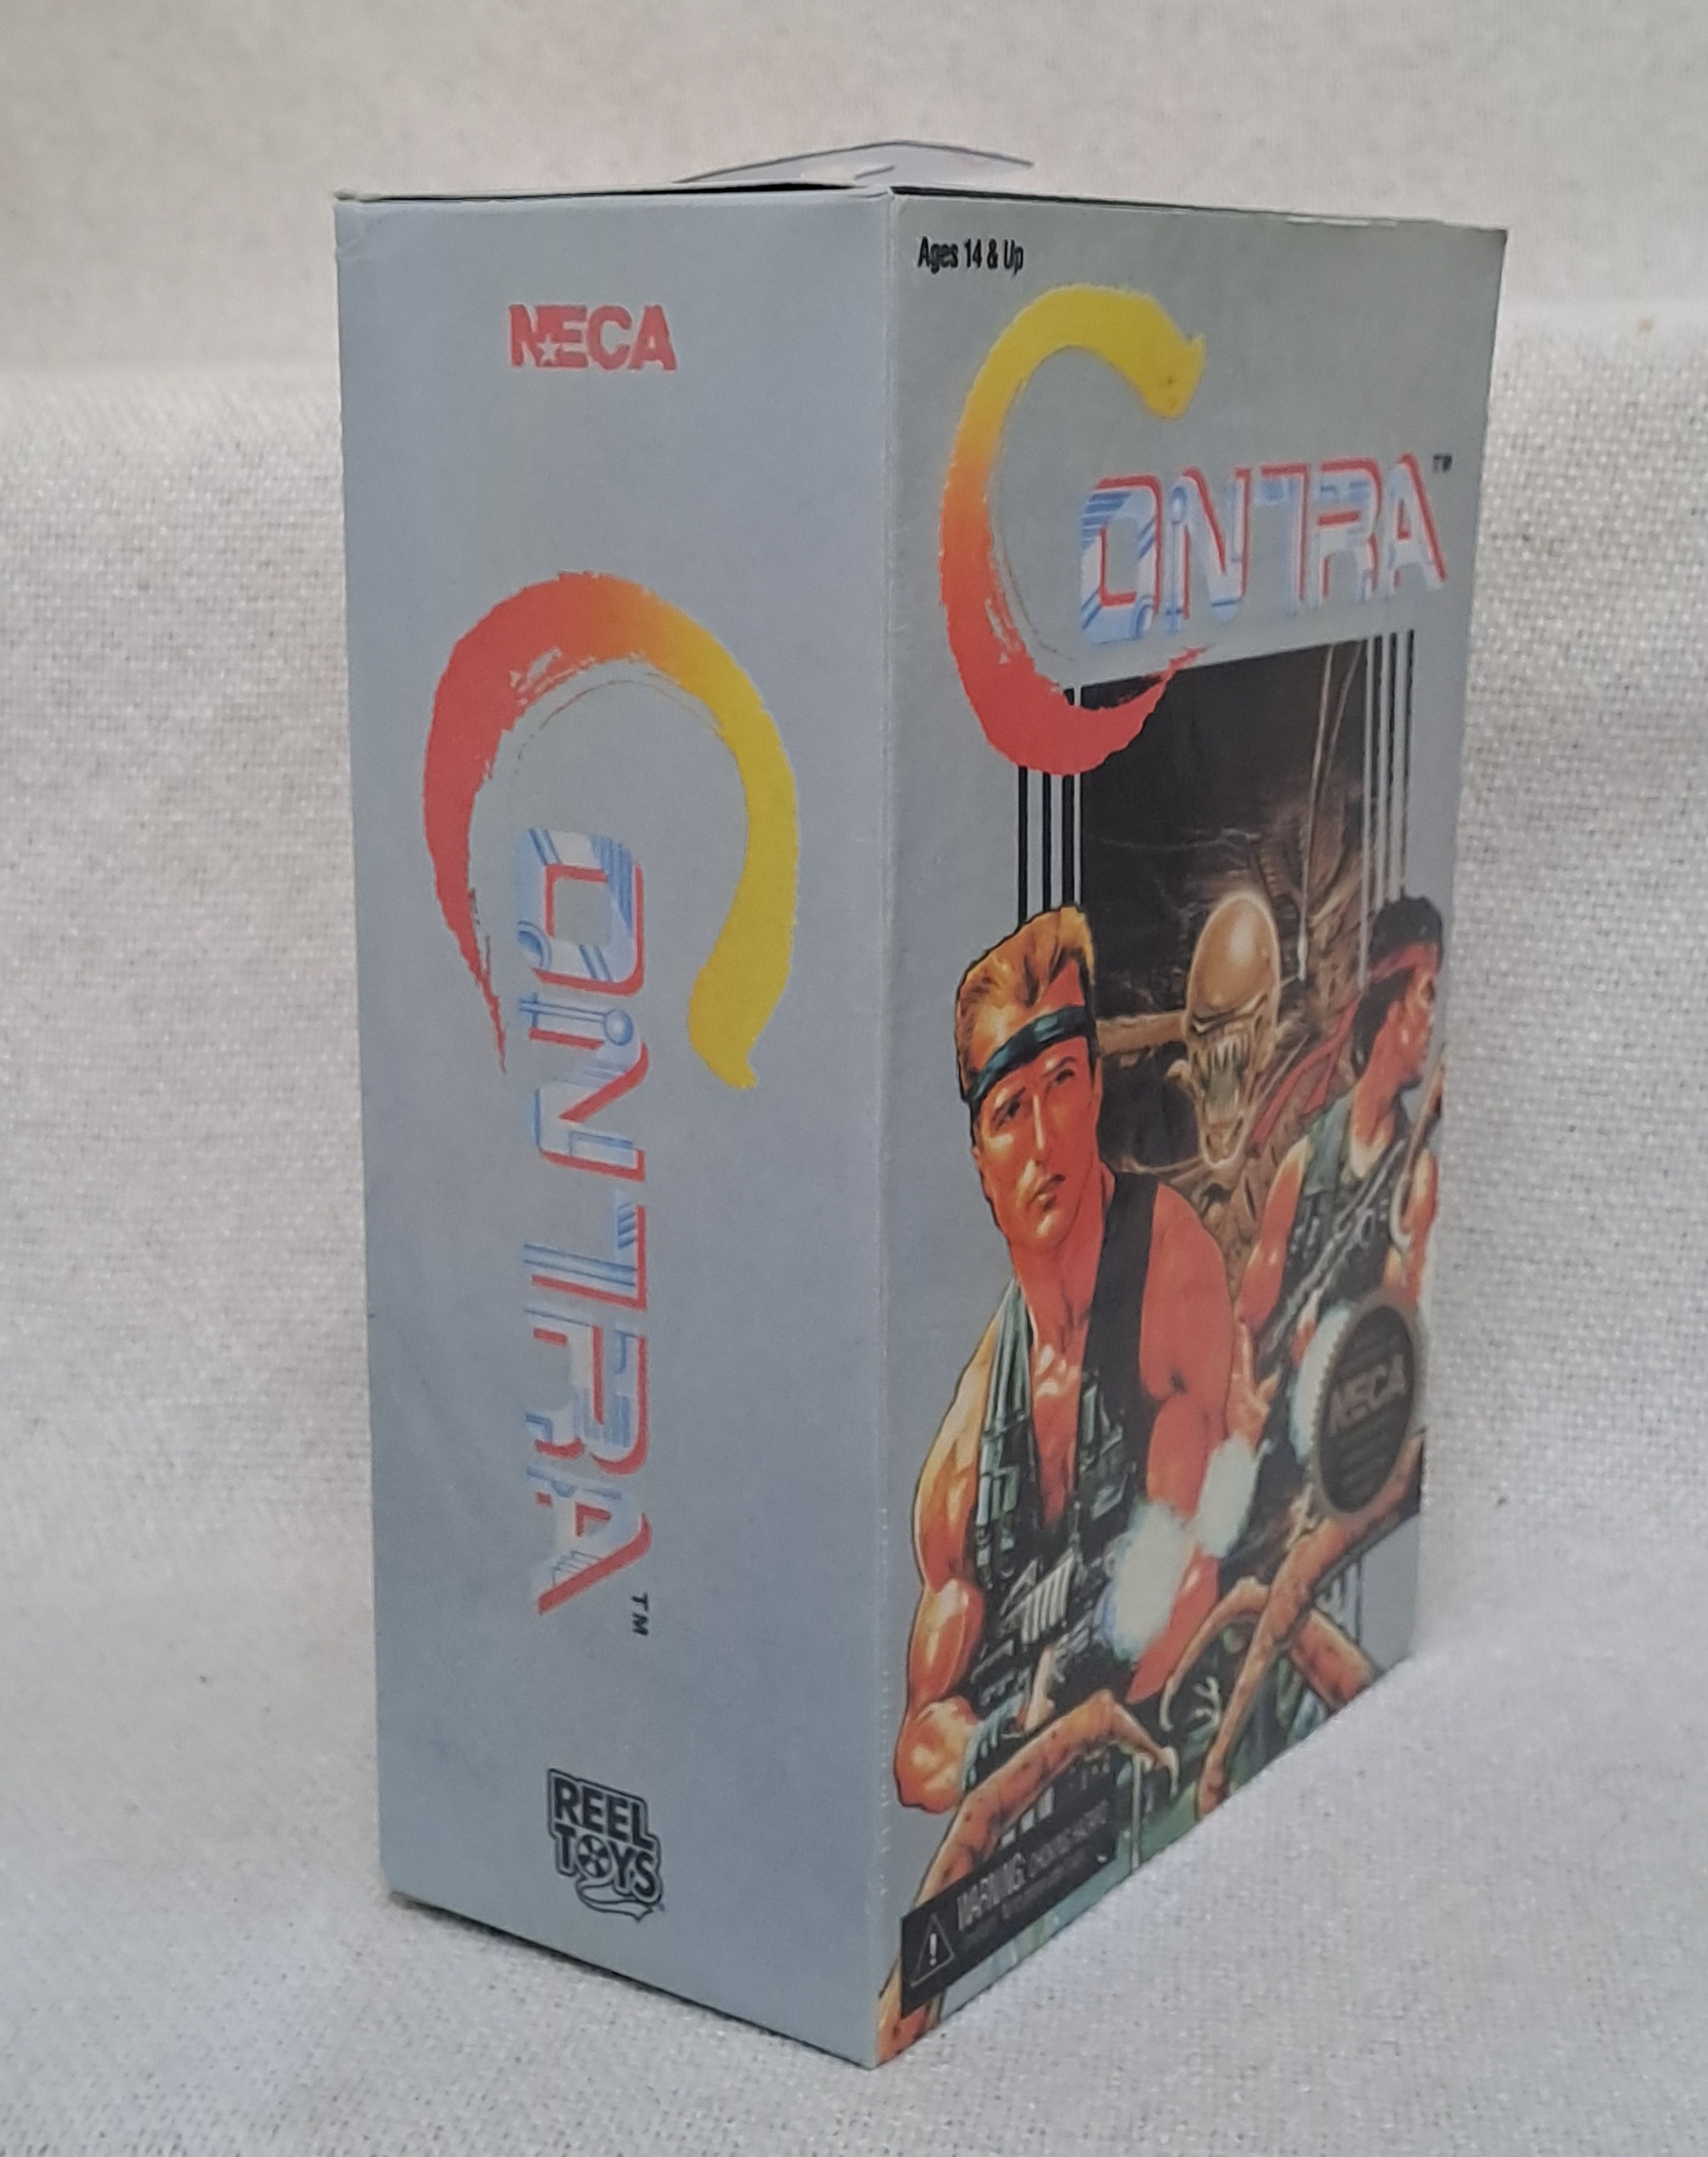 NECA
CONTRA™
REEL
TOYS
Ages 14 & Up
CONTRA™
NECA
WARNING: